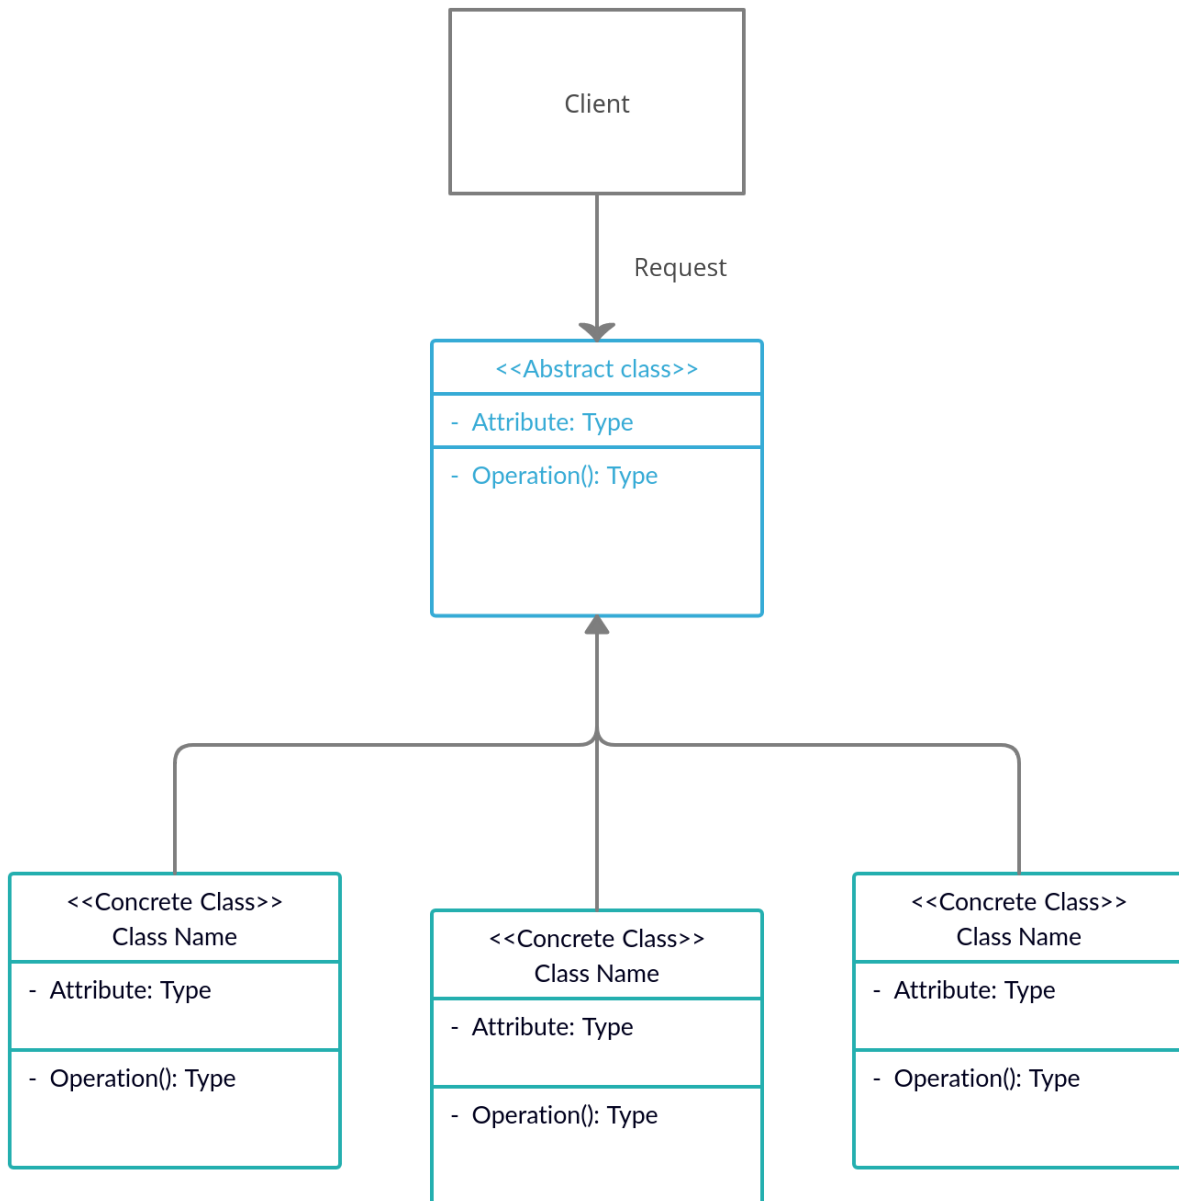 Client
Request
<<Abstract class>>
- Attribute: Type
- Operation(): Type
<<Concrete Class>>
Class Name
- Attribute: Type
- Operation(): Type
<<Concrete Class>>
Class Name
- Attribute: Type
- Operation(): Type
<<Concrete Class>>
Class Name
- Attribute: Type
- Operation(): Type